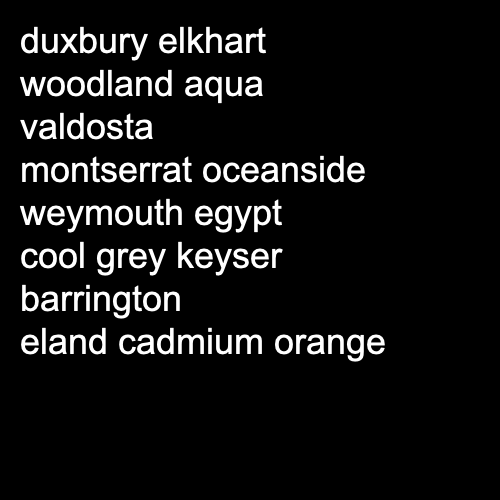 duxbury elkhart
woodland aqua
valdosta
montserrat oceanside
weymouth egypt
cool grey keyser
barrington
eland cadmium orange